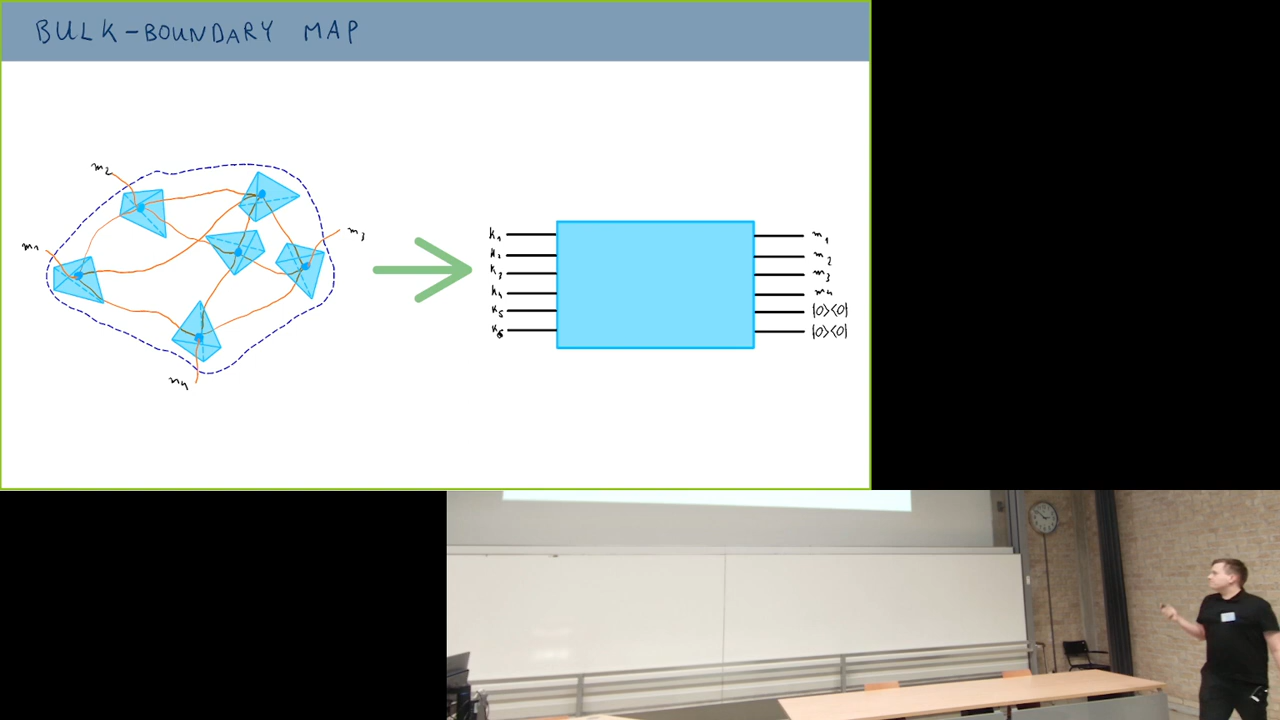 BULK-BOUNDARY MAP
m2
m1
m3
m4
k1
k2
k3
k4
k5
k6
m1
m2
m3
m4
|0><0|
|0><0|